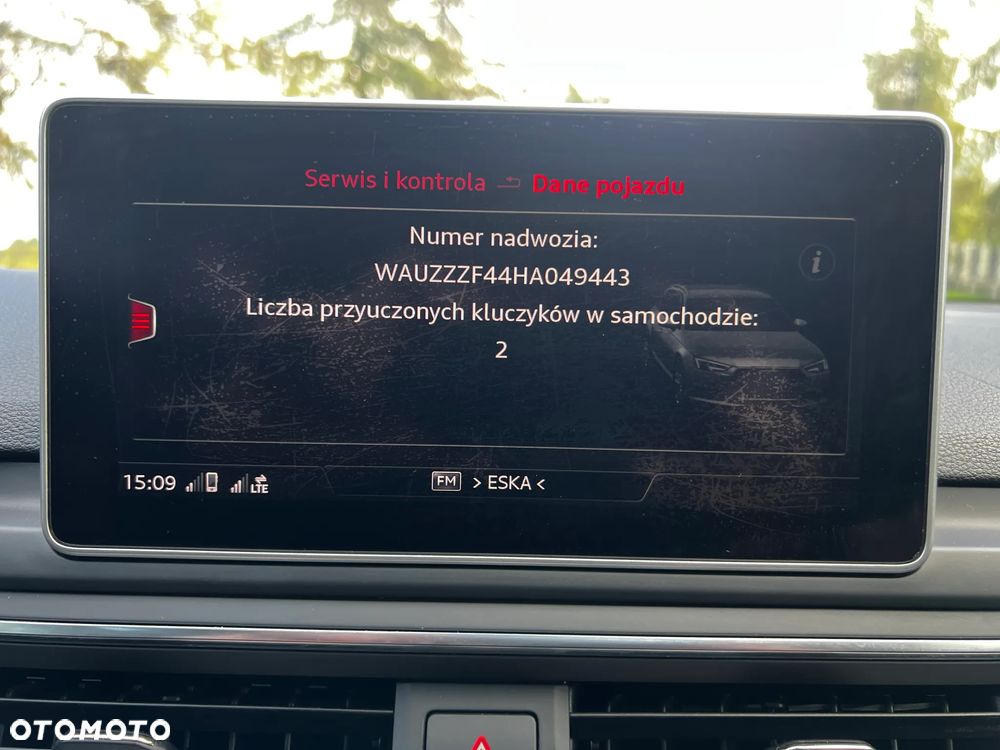 Serwis i kontrola Dane pojazdu
Numer nadwozia:
WAUZZZF44HA049443
Liczba przyuczonych kluczyków w samochodzie:
2
i
15:09 LTE FM > ESKA <
OTOMOTO